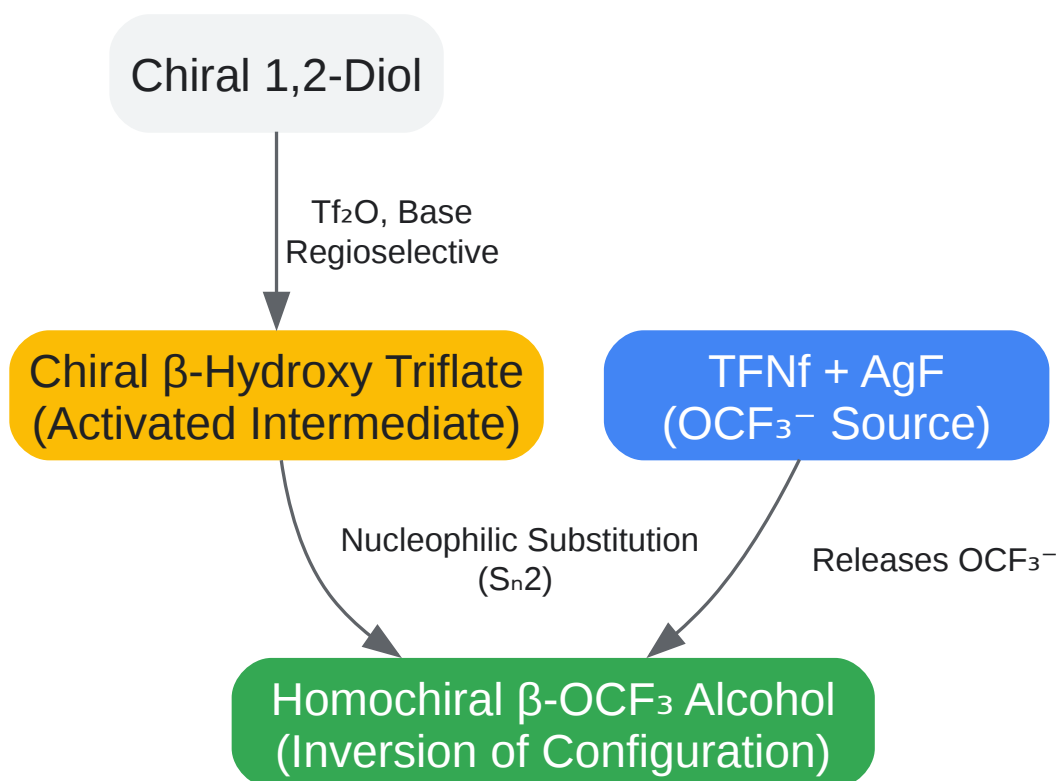 Chiral 1,2-Diol
Tf₂O, Base
Regioselective
Chiral β-Hydroxy Triflate
(Activated Intermediate)
TFNf + AgF
(OCF₃⁻ Source)
Nucleophilic Substitution
(Sₙ2)
Releases OCF₃⁻
Homochiral β-OCF₃ Alcohol
(Inversion of Configuration)